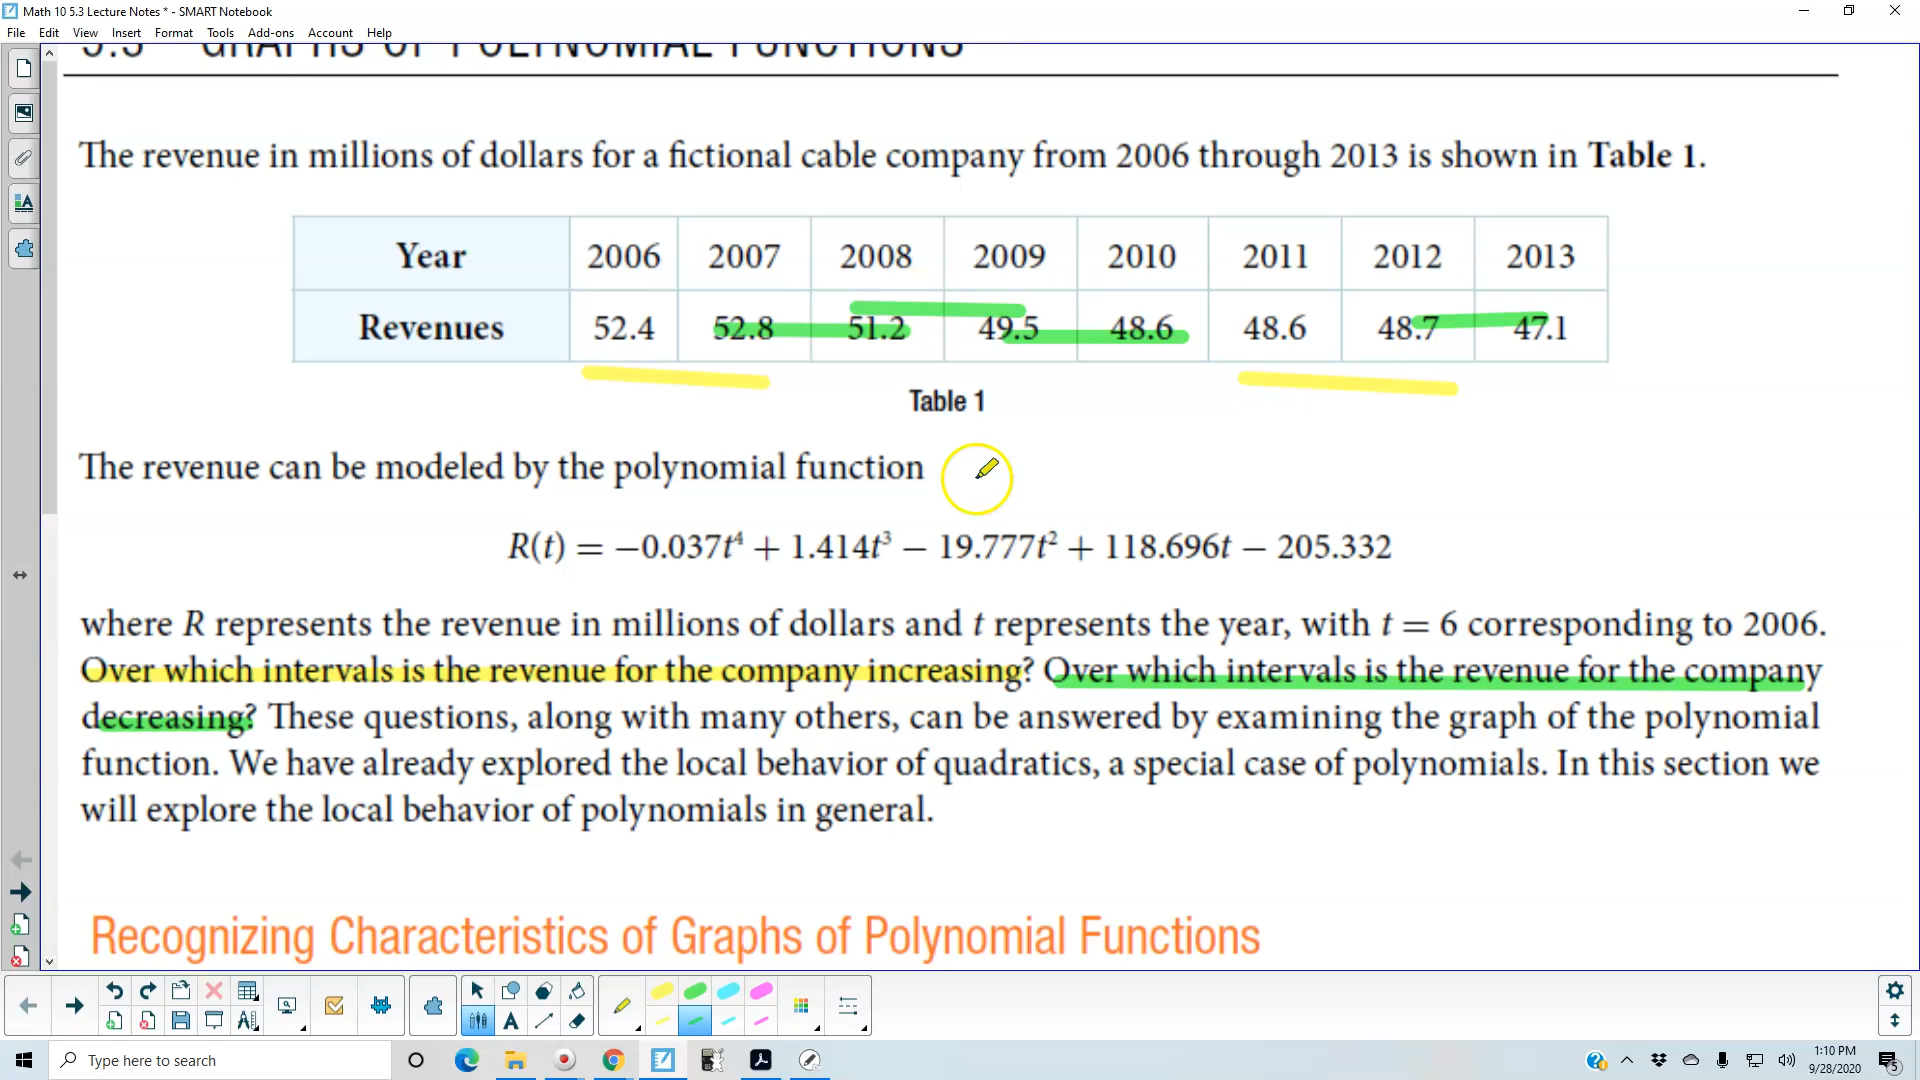 Math 10 5.3 Lecture Notes * - SMART Notebook
File Edit View Insert Format Tools Add-ons Account Help
5.3 GRAPHS OF POLYNOMIAL FUNCTIONS
The revenue in millions of dollars for a fictional cable company from 2006 through 2013 is shown in Table 1.
Year 2006 2007 2008 2009 2010 2011 2012 2013
Revenues 52.4 52.8 51.2 49.5 48.6 48.6 48.7 47.1
Table 1
The revenue can be modeled by the polynomial function
R(t) = −0.037t⁴ + 1.414t³ − 19.777t² + 118.696t − 205.332
where R represents the revenue in millions of dollars and t represents the year, with t = 6 corresponding to 2006.
Over which intervals is the revenue for the company increasing? Over which intervals is the revenue for the company
decreasing? These questions, along with many others, can be answered by examining the graph of the polynomial
function. We have already explored the local behavior of quadratics, a special case of polynomials. In this section we
will explore the local behavior of polynomials in general.
Recognizing Characteristics of Graphs of Polynomial Functions
Type here to search
1:10 PM
9/28/2020
5